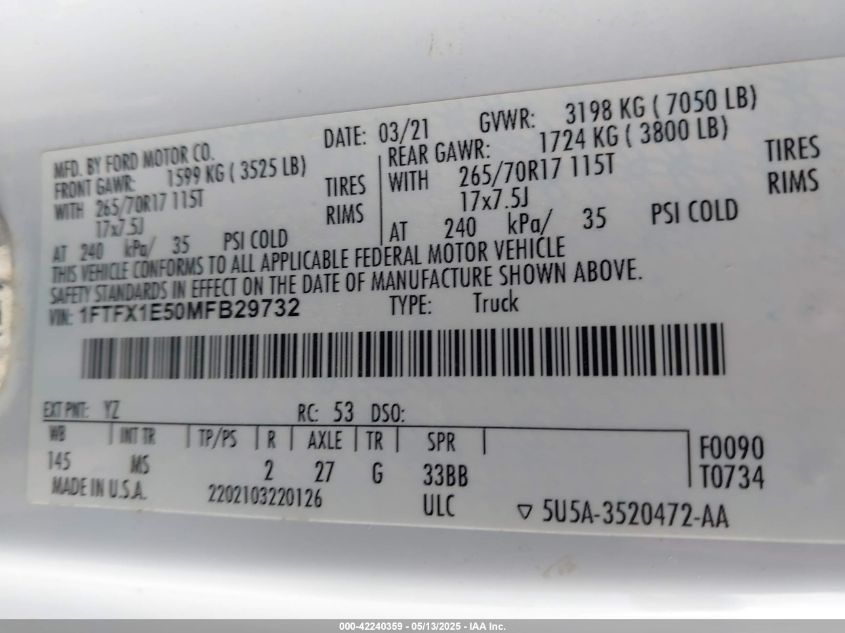 MFD. BY FORD MOTOR CO.
DATE: 03/21 GVWR: 3198 KG ( 7050 LB)
FRONT GAWR: 1599 KG ( 3525 LB)
WITH 265/70R17 115T TIRES
17x7.5J RIMS
AT 240 kPa/ 35 PSI COLD
REAR GAWR: 1724 KG ( 3800 LB)
WITH 265/70R17 115T TIRES
17x7.5J RIMS
AT 240 kPa/ 35 PSI COLD
THIS VEHICLE CONFORMS TO ALL APPLICABLE FEDERAL MOTOR VEHICLE
SAFETY STANDARDS IN EFFECT ON THE DATE OF MANUFACTURE SHOWN ABOVE.
VIN: 1FTFX1E50MFB29732 TYPE: Truck
EXT PNT: YZ RC: 53 DSO:
WB INT TR TP/PS R AXLE TR SPR F0090
145 MS 2 27 G 33BB T0734
MADE IN U.S.A. 2202103220126 ULC ▽ 5U5A-3520472-AA
000-42240359 - 05/13/2025 - IAA Inc.